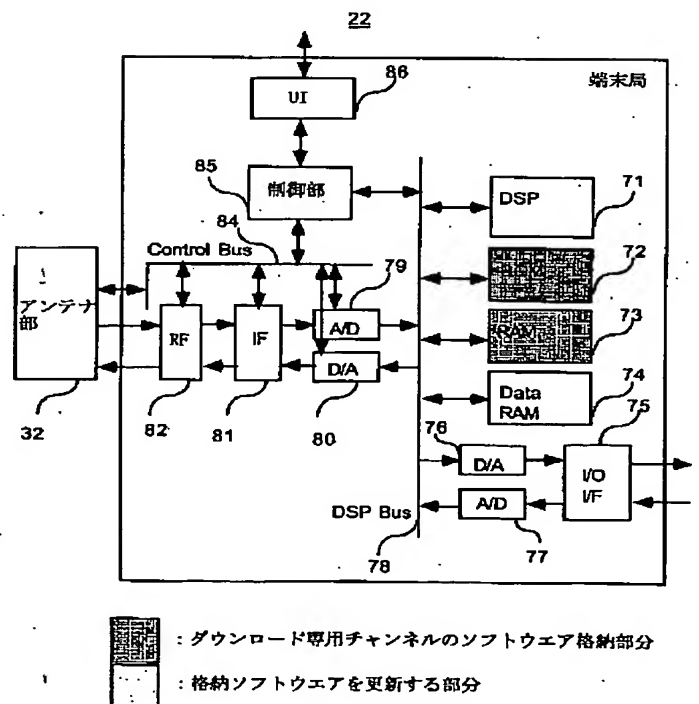 22
端末局
UI
86
85
制御部
84
Control Bus
79
DSP
71
72
RAM
73
アンテナ
部
RF
IF
A/D
D/A
Data
RAM
74
32
82
81
80
76
75
D/A
I/O
I/F
A/D
DSP Bus
78
77
：ダウンロード専用チャンネルのソフトウエア格納部分
：格納ソフトウエアを更新する部分